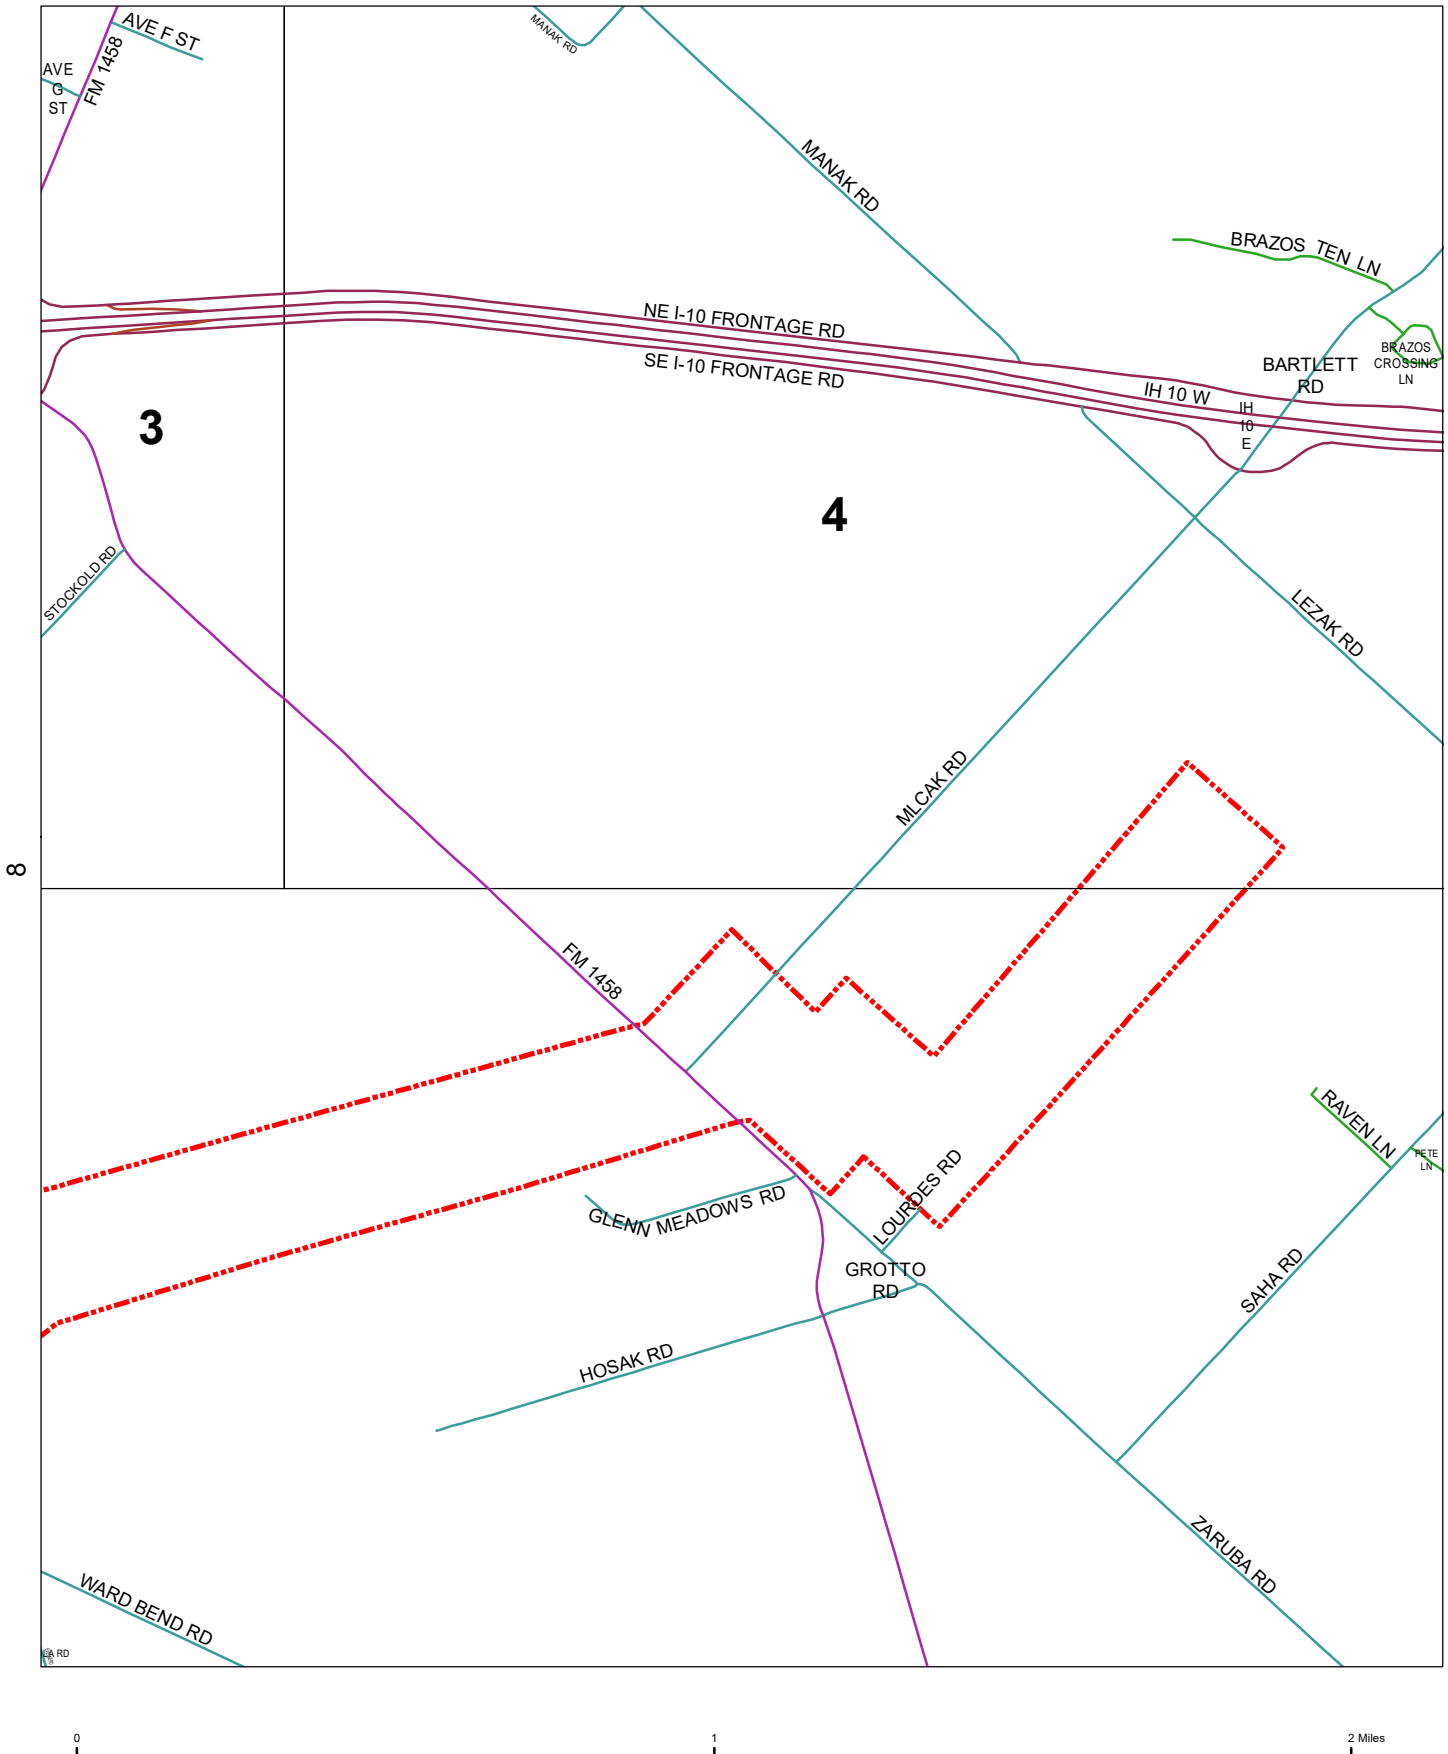 AVE F ST
MANAK RD
FM 1458
AVE
G
ST
MANAK RD
BRAZOS TEN LN
NE I-10 FRONTAGE RD
BRAZOS
CROSSING
LN
BARTLETT
RD
SE I-10 FRONTAGE RD
IH 10 W
IH
10
E
3
4
STOCKOLD RD
LEZAK RD
MLCAK RD
8
FM 1458
RAVEN LN
PETE
LN
LOURDES RD
GLENN MEADOWS RD
GROTTO
RD
SAHA RD
HOSAK RD
ZARUBA RD
WARD BEND RD
LA RD
0
1
2 Miles